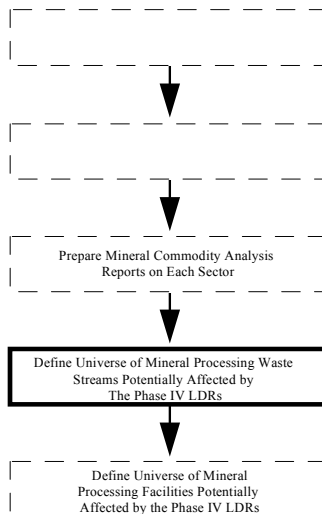 Prepare Mineral Commodity Analysis
Reports on Each Sector
Define Universe of Mineral Processing Waste
Streams Potentially Affected by
The Phase IV LDRs
Define Universe of Mineral
Processing Facilities Potentially
Affected by the Phase IV LDRs